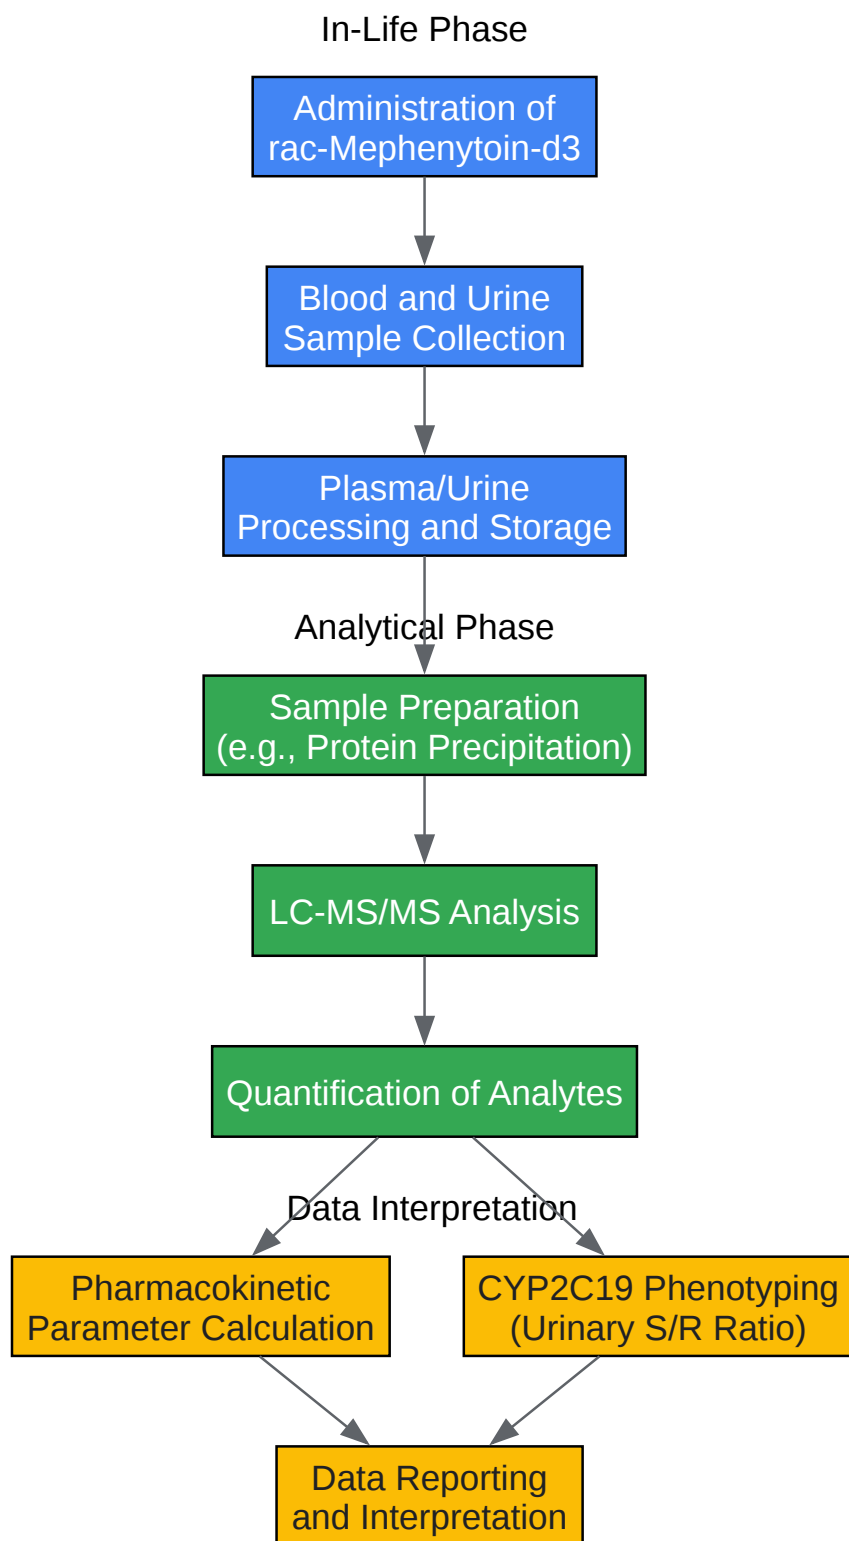 In-Life Phase
Administration of
rac-Mephenytoin-d3
Blood and Urine
Sample Collection
Plasma/Urine
Processing and Storage
Analytical Phase
Sample Preparation
(e.g., Protein Precipitation)
LC-MS/MS Analysis
Quantification of Analytes
Data Interpretation
Pharmacokinetic
Parameter Calculation
CYP2C19 Phenotyping
(Urinary S/R Ratio)
Data Reporting
and Interpretation